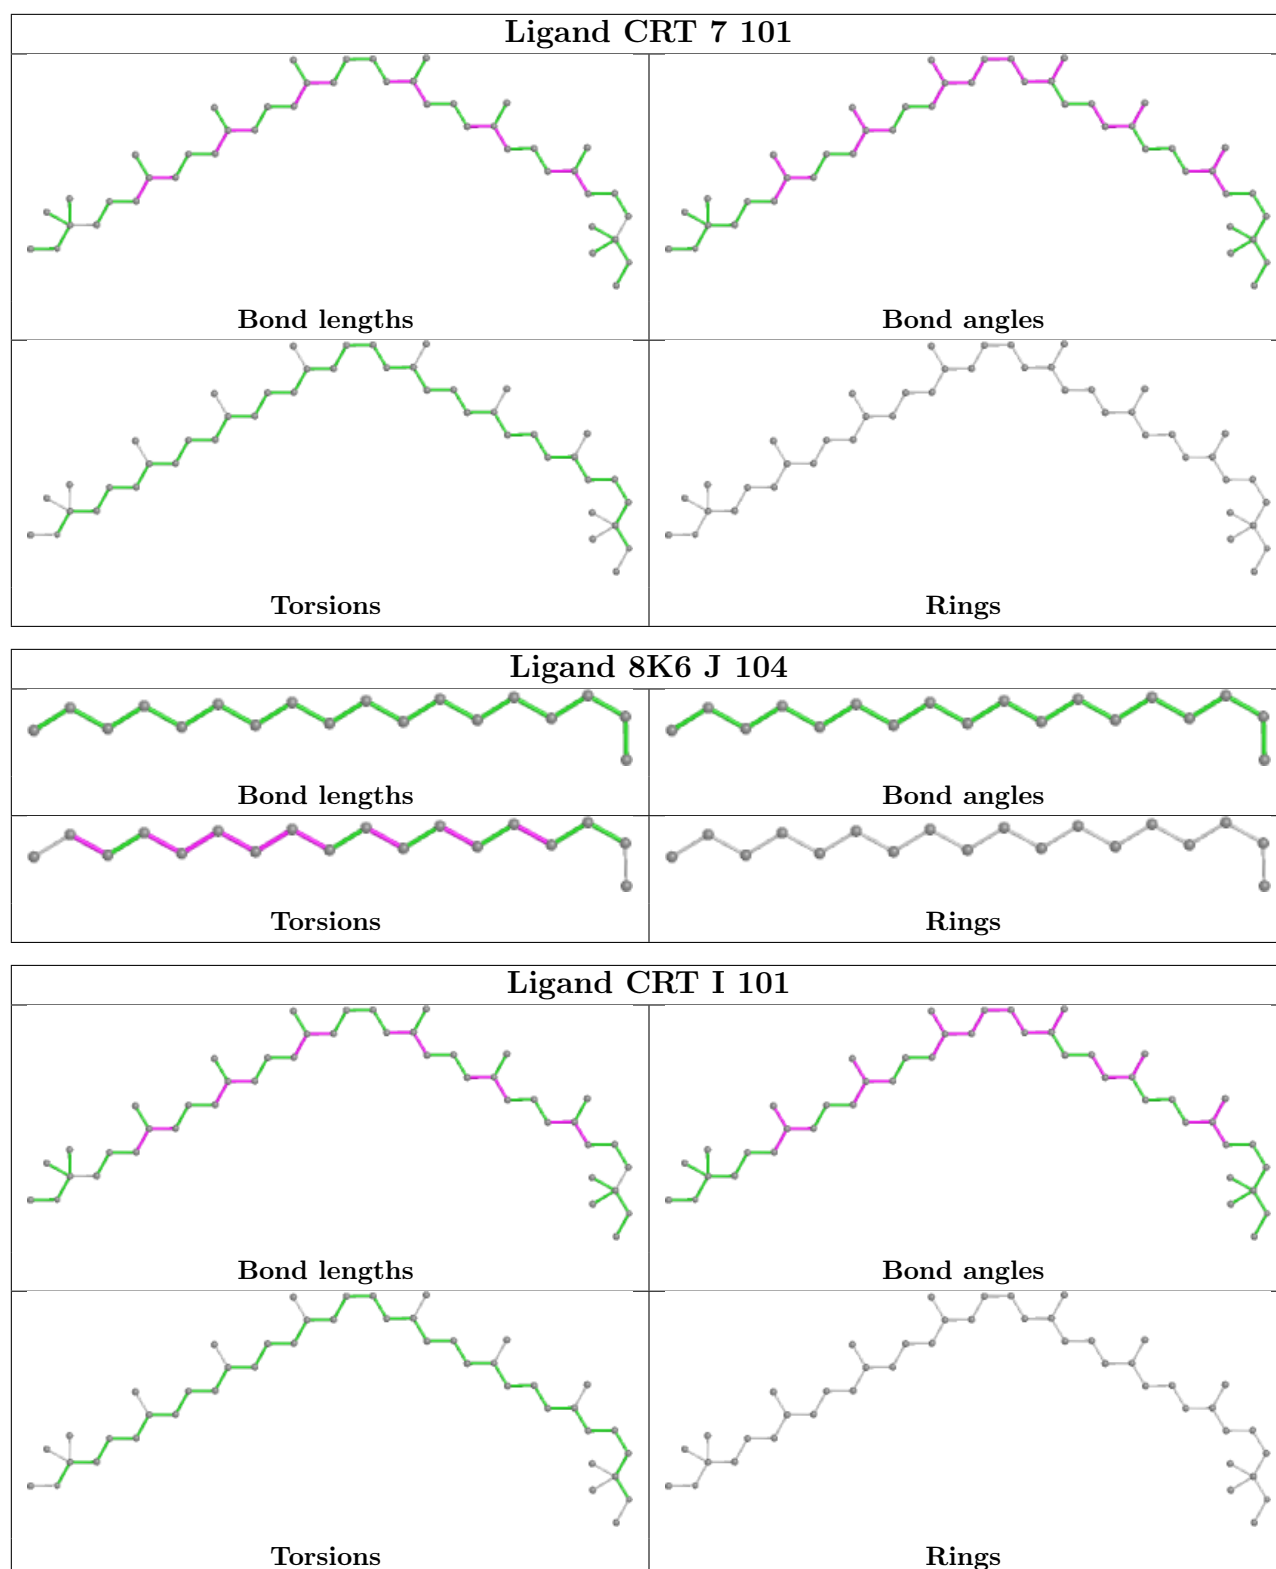 Ligand CRT 7 101
Bond lengths
Bond angles
Torsions
Rings
Ligand 8K6 J 104
Bond lengths
Bond angles
Torsions
Rings
Ligand CRT I 101
Bond lengths
Bond angles
Torsions
Rings